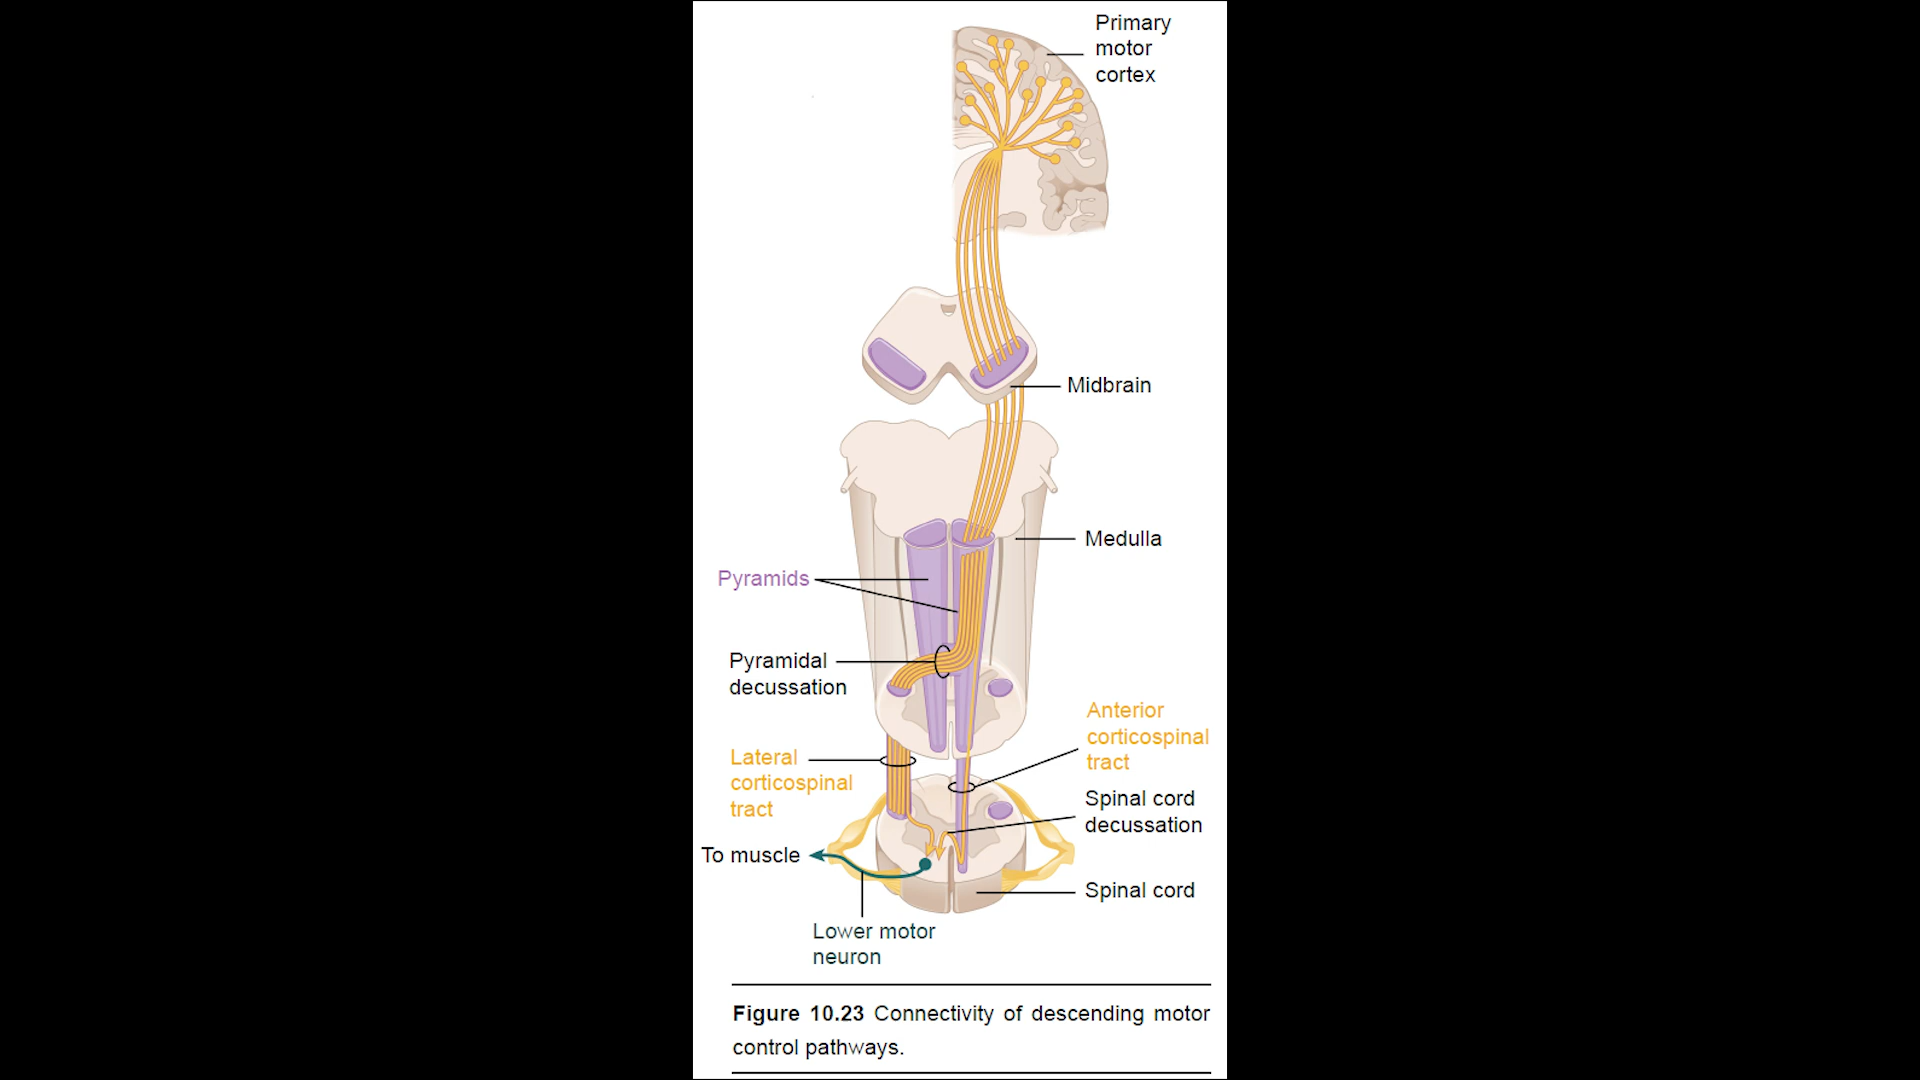 Primary
motor
cortex
Midbrain
Medulla
Pyramids
Pyramidal
decussation
Anterior
corticospinal
tract
Lateral
corticospinal
tract
Spinal cord
decussation
To muscle
Spinal cord
Lower motor
neuron
Figure 10.23 Connectivity of descending motor
control pathways.